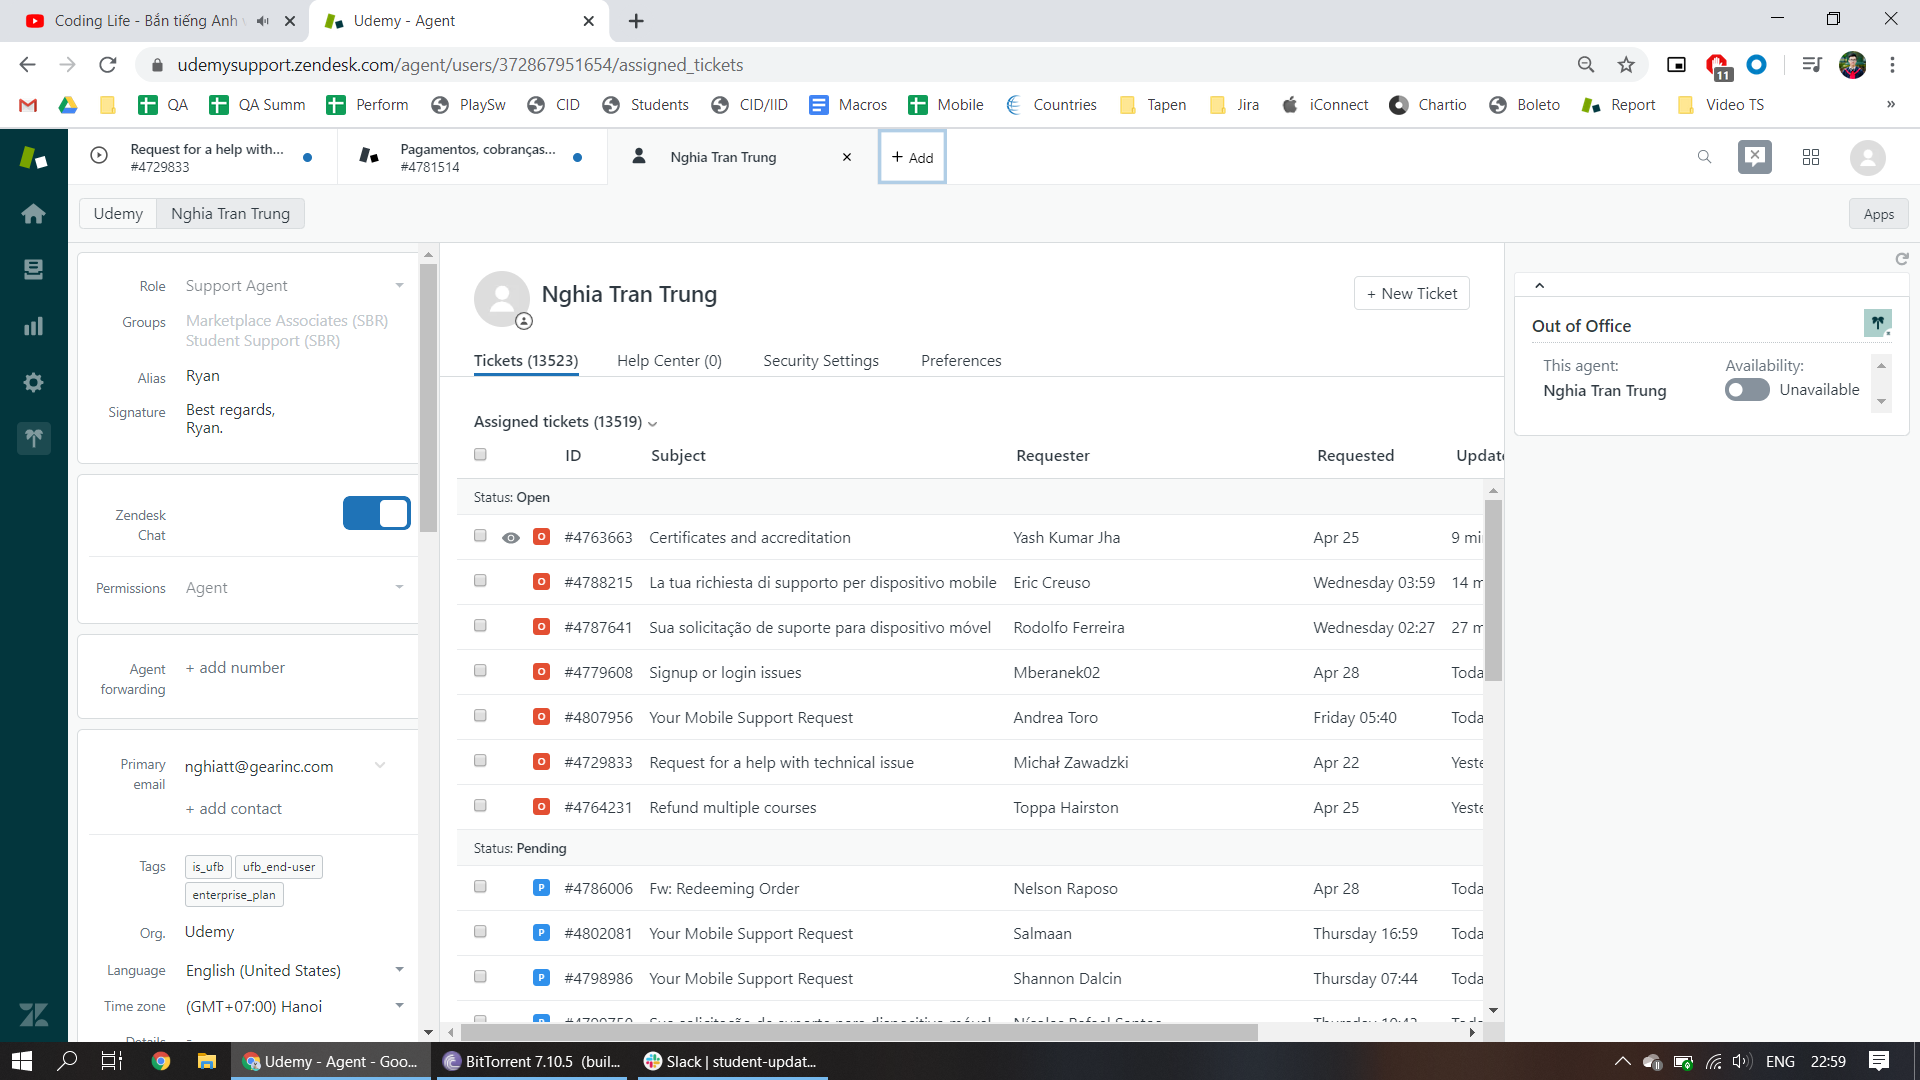 Coding Life - Bắn tiếng Anh
Udemy - Agent
udemysupport.zendesk.com/agent/users/372867951654/assigned_tickets
11
QA
QA Summ
Perform
PlaySw
CID
Students
CID/IID
Macros
Mobile
Countries
Tapen
Jira
iConnect
Chartio
Boleto
Report
Video TS
»
Request for a help with...
#4729833
Pagamentos, cobranças...
#4781514
Nghia Tran Trung
+ Add
Udemy
Nghia Tran Trung
Apps
Role
Support Agent
Groups
Marketplace Associates (SBR)
Student Support (SBR)
Alias
Ryan
Signature
Best regards,
Ryan.
Zendesk
Chat
Permissions
Agent
Agent
forwarding
+ add number
Primary
email
nghiatt@gearinc.com
+ add contact
Tags
is_ufb
ufb_end-user
enterprise_plan
Org.
Udemy
Language
English (United States)
Time zone
(GMT+07:00) Hanoi
Nghia Tran Trung
+ New Ticket
Tickets (13523)
Help Center (0)
Security Settings
Preferences
Assigned tickets (13519)
ID Subject Requester Requested
Status: Open
O #4763663 Certificates and accreditation Yash Kumar Jha Apr 25 9
O #4788215 La tua richiesta di supporto per dispositivo mobile Eric Creuso Wednesday 03:59 14
O #4787641 Sua solicitação de suporte para dispositivo móvel Rodolfo Ferreira Wednesday 02:27 27
O #4779608 Signup or login issues Mberanek02 Apr 28
O #4807956 Your Mobile Support Request Andrea Toro Friday 05:40
O #4729833 Request for a help with technical issue Michał Zawadzki Apr 22
O #4764231 Refund multiple courses Toppa Hairston Apr 25
Status: Pending
P #4786006 Fw: Redeeming Order Nelson Raposo Apr 28
P #4802081 Your Mobile Support Request Salmaan Thursday 16:59
P #4798986 Your Mobile Support Request Shannon Dalcin Thursday 07:44
Out of Office
This agent:
Nghia Tran Trung
Availability:
Unavailable
Udemy - Agent - Goo...
BitTorrent 7.10.5 (buil...
Slack | student-updat...
ENG
22:59